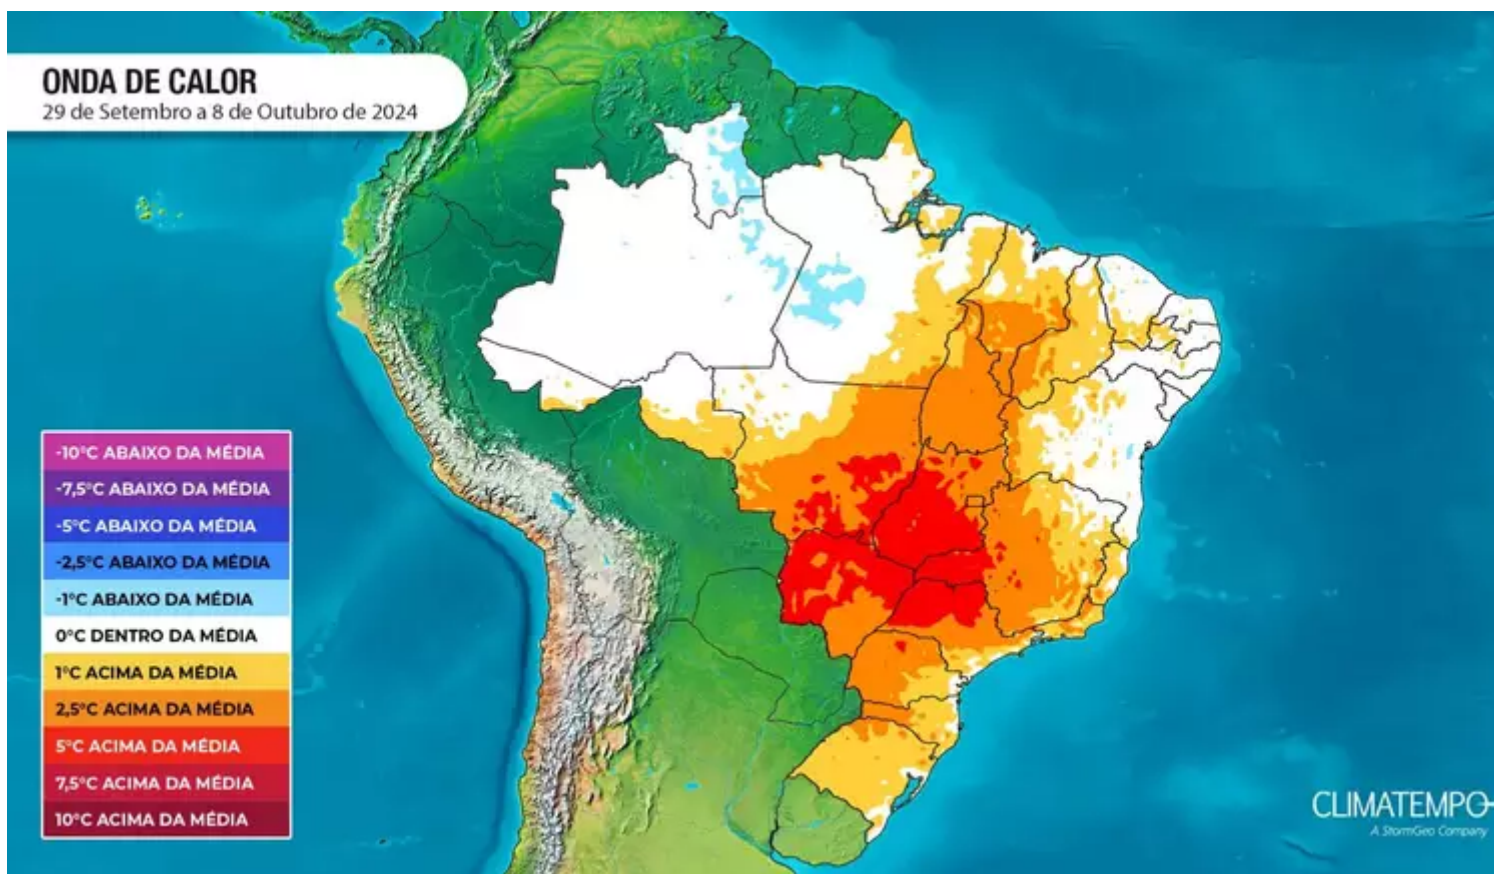 ONDA DE CALOR
29 de Setembro a 8 de Outubro de 2024
-10°C ABAIXO DA MÉDIA
-7,5°C ABAIXO DA MÉDIA
-5°C ABAIXO DA MÉDIA
-2,5°C ABAIXO DA MÉDIA
-1°C ABAIXO DA MÉDIA
0°C DENTRO DA MÉDIA
1°C ACIMA DA MÉDIA
2,5°C ACIMA DA MÉDIA
5°C ACIMA DA MÉDIA
7,5°C ACIMA DA MÉDIA
10°C ACIMA DA MÉDIA
CLIMATEMPO
A StormGeo Company